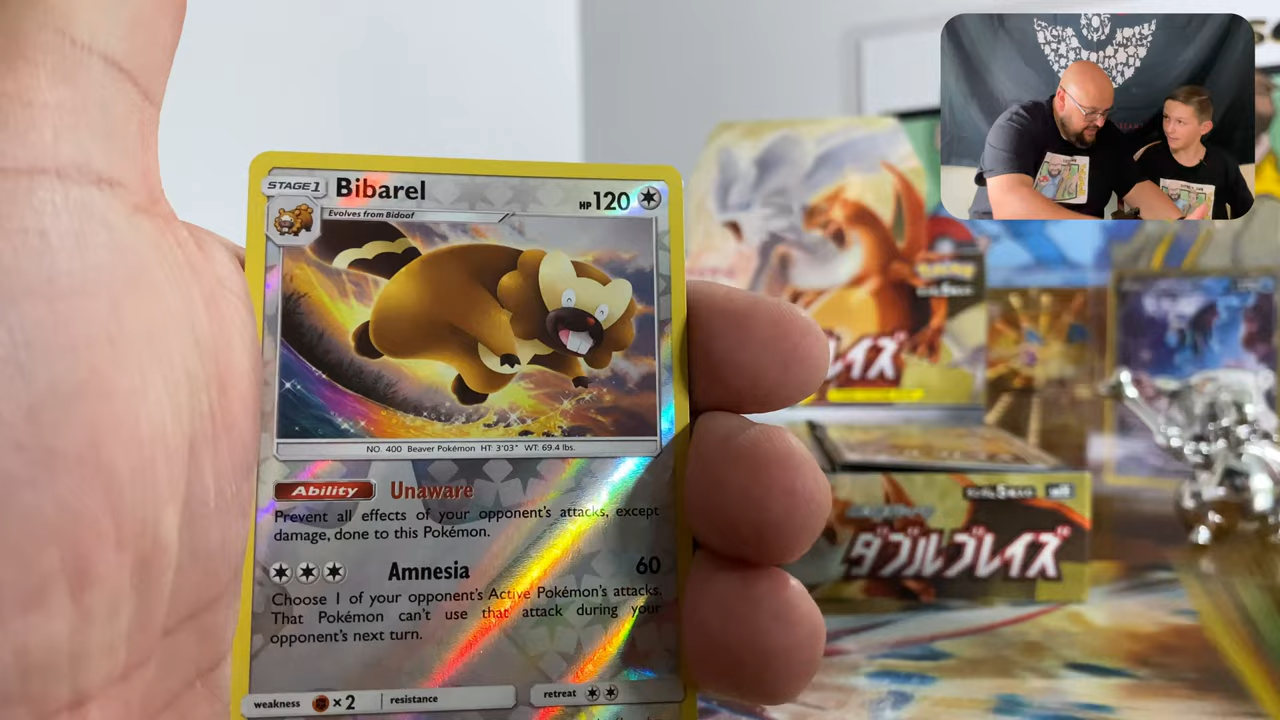 STAGE 1 Bibarel HP 120
Evolves from Bidoof
NO. 400 Beaver Pokémon HT: 3'03" WT: 69.4 lbs.
Ability Unaware
Prevent all effects of your opponent's attacks, except
damage, done to this Pokémon.
Amnesia 60
Choose 1 of your opponent's Active Pokémon's attacks.
That Pokémon can't use that attack during your
opponent's next turn.
weakness ×2 resistance retreat
レイズ
ダブルブレイズ